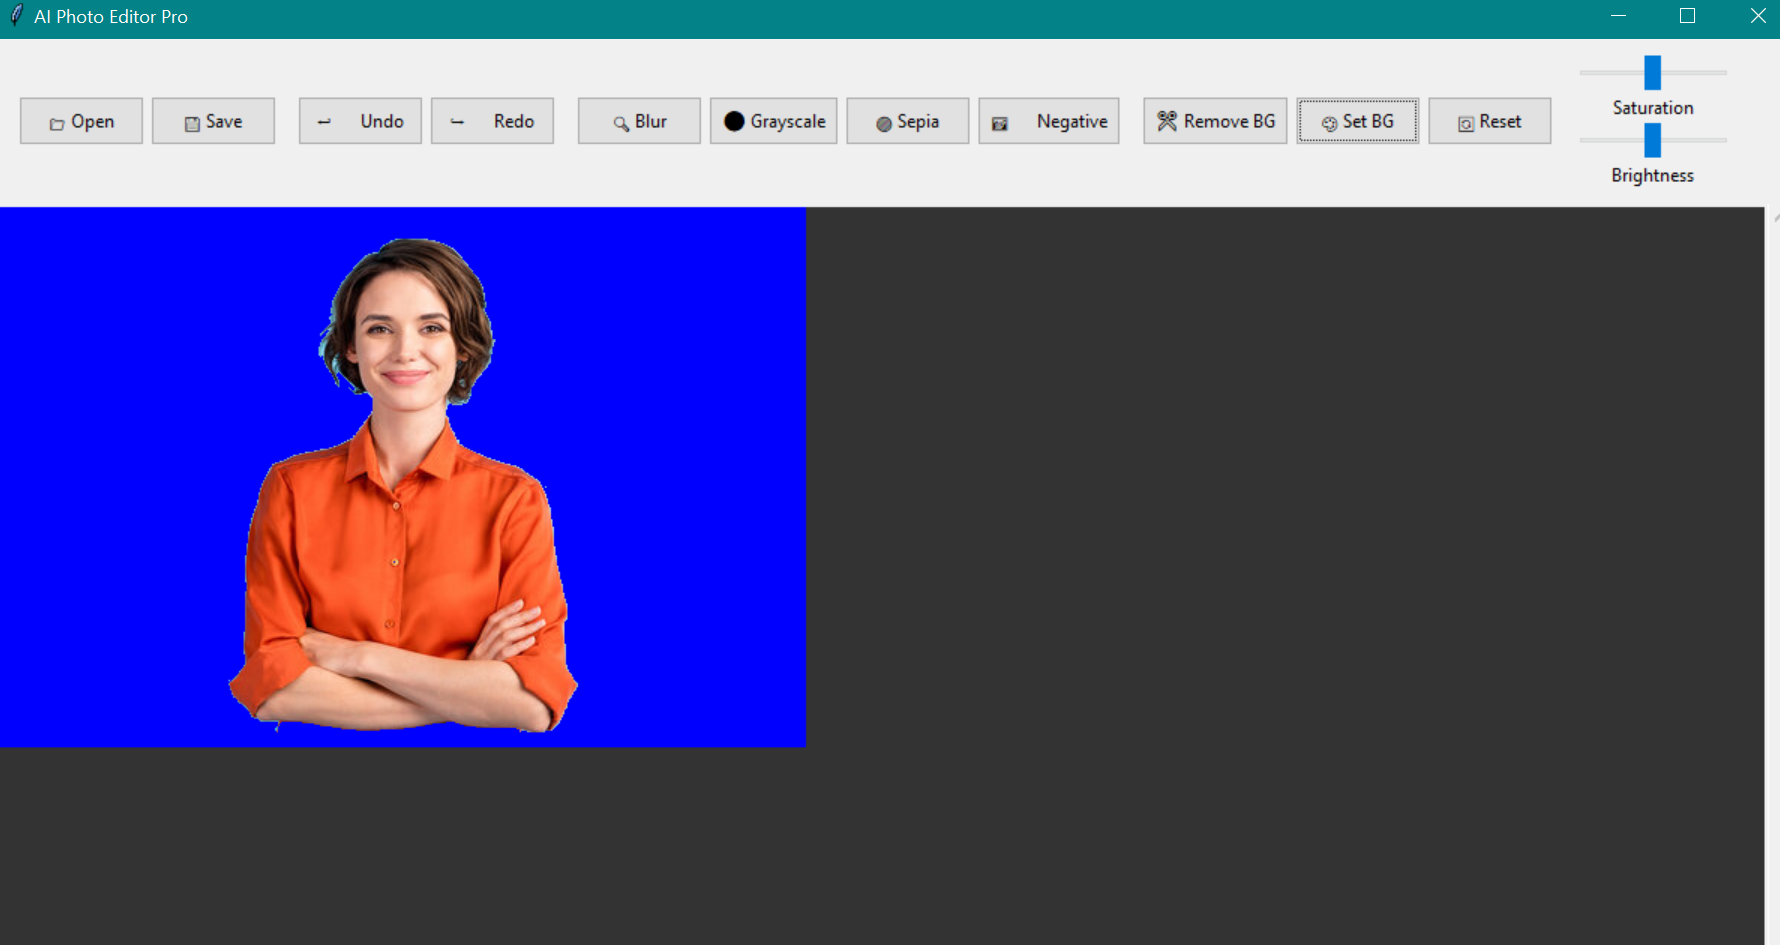 AI Photo Editor Pro
Open Save Undo Redo Blur Grayscale Sepia Negative Remove BG Set BG Reset
Saturation
Brightness